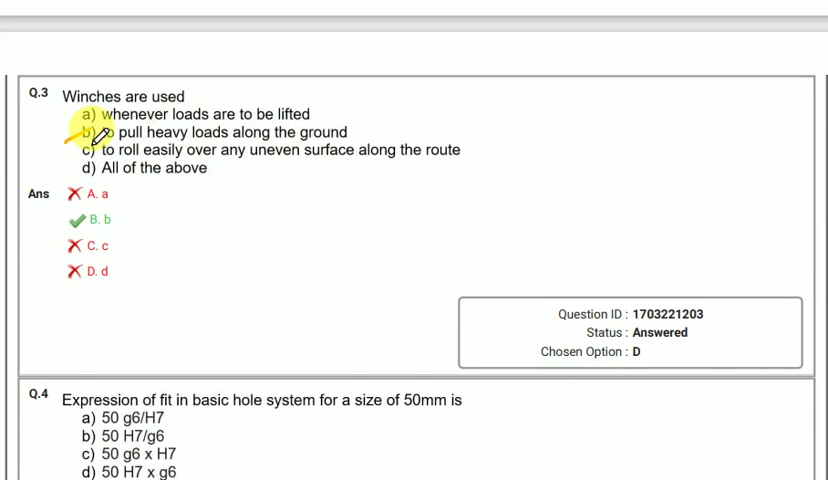 Q.3 Winches are used
a) whenever loads are to be lifted
b) to pull heavy loads along the ground
c) to roll easily over any uneven surface along the route
d) All of the above
Ans A. a
B. b
C. c
D. d
Question ID : 1703221203
Status : Answered
Chosen Option : D
Q.4 Expression of fit in basic hole system for a size of 50mm is
a) 50 g6/H7
b) 50 H7/g6
c) 50 g6 x H7
d) 50 H7 x g6